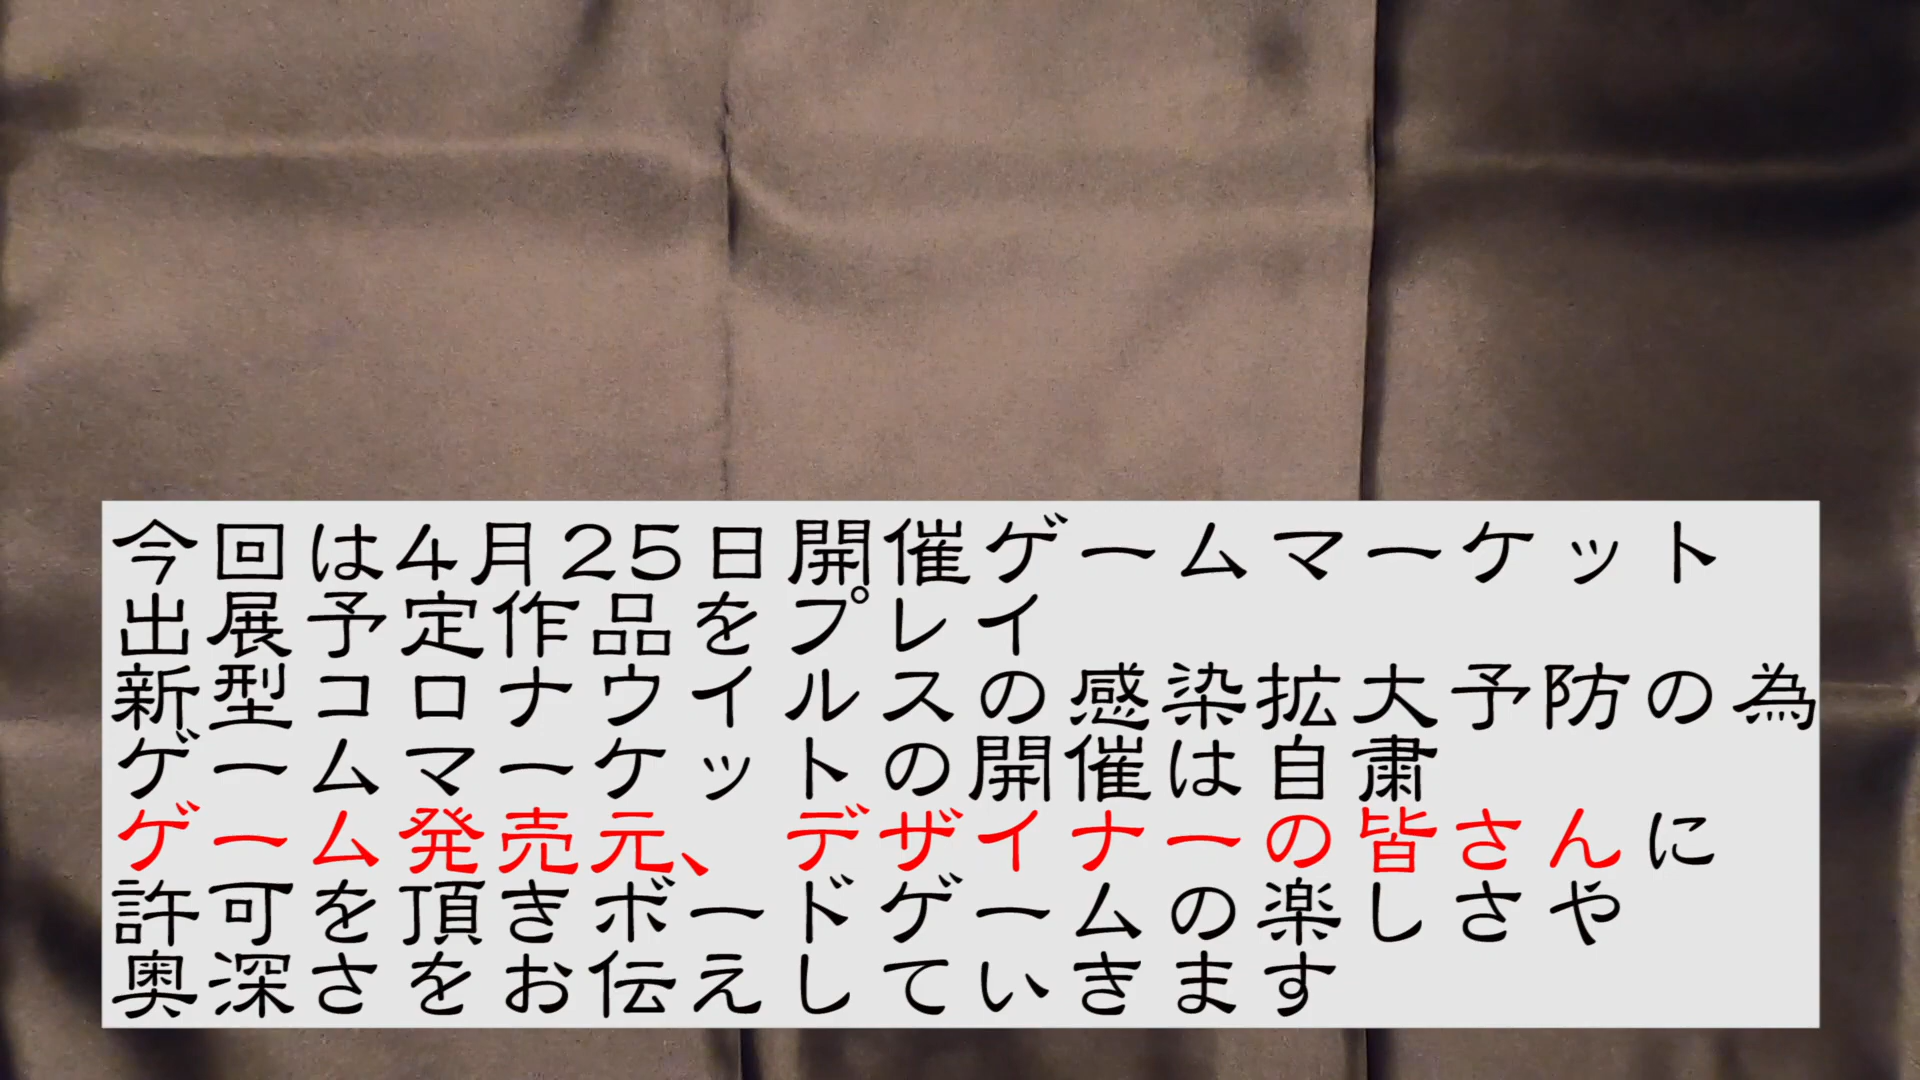 今回は4月25日開催ゲームマーケット
出展予定作品をプレイ
新型コロナウイルスの感染拡大予防の為
ゲームマーケットの開催は自粛
ゲーム発売元、デザイナーの皆さんに
許可を頂きボードゲームの楽しさや
奥深さをお伝えしていきます